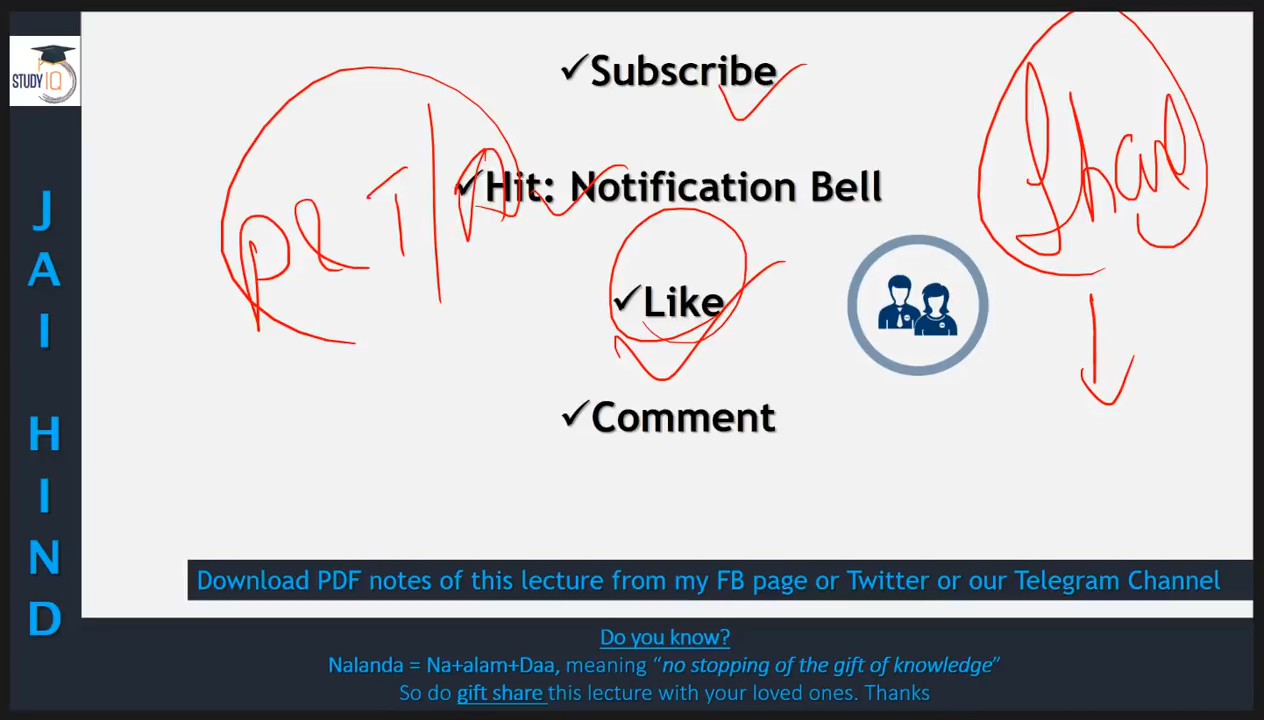 STUDY IQ
JAI HIND
✓Subscribe
✓Hit: Notification Bell
✓Like
✓Comment
Download PDF notes of this lecture from my FB page or Twitter or our Telegram Channel
Do you know?
Nalanda = Na+alam+Daa, meaning “no stopping of the gift of knowledge”
So do gift share this lecture with your loved ones. Thanks